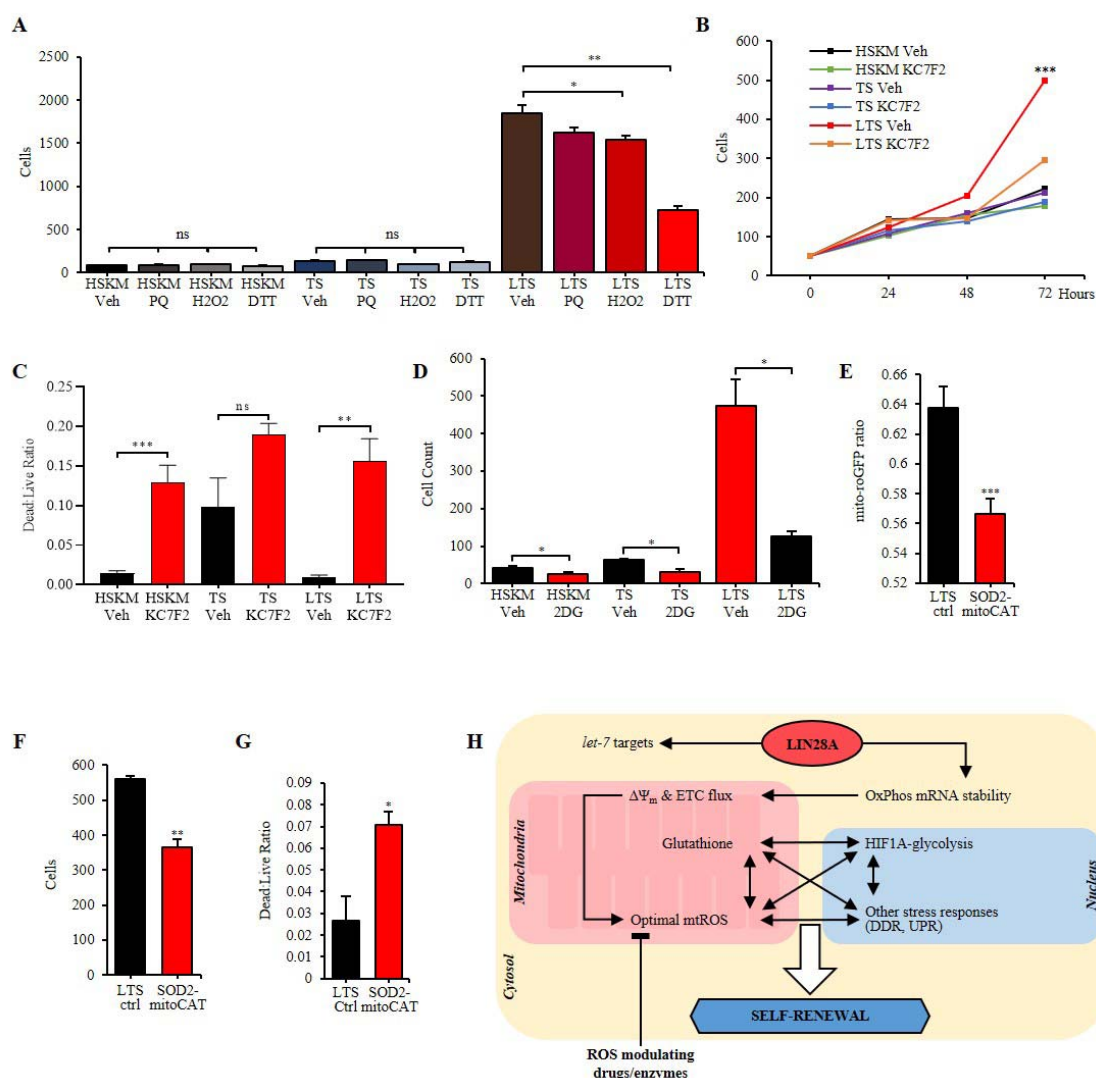 A
Cells
2500
2000
1500
1000
500
0
ns
ns
**
*
HSKM Veh
HSKM PQ
HSKM H2O2
HSKM DTT
TS Veh
TS PQ
TS H2O2
TS DTT
LTS Veh
LTS PQ
LTS H2O2
LTS DTT
B
Cells
600
500
400
300
200
100
0
HSKM Veh
HSKM KC7F2
TS Veh
TS KC7F2
LTS Veh
LTS KC7F2
***
0 24 48 72 Hours
C
Dead:Live Ratio
0.25
0.20
0.15
0.10
0.05
0.00
***
ns
**
HSKM Veh
HSKM KC7F2
TS Veh
TS KC7F2
LTS Veh
LTS KC7F2
D
Cell Count
600
500
400
300
200
100
0
*
*
*
HSKM Veh
HSKM 2DG
TS Veh
TS 2DG
LTS Veh
LTS 2DG
E
mito-roGFP ratio
0.66
0.64
0.62
0.6
0.58
0.56
0.54
0.52
***
LTS ctrl
SOD2-mitoCAT
F
Cells
600
500
400
300
200
100
0
**
LTS ctrl
SOD2-mitoCAT
G
Dead:Live Ratio
0.09
0.08
0.07
0.06
0.05
0.04
0.03
0.02
0.01
0
*
LTS Ctrl
SOD2-mitoCAT
H
let-7 targets
LIN28A
ΔΨm & ETC flux
OxPhos mRNA stability
Mitochondria
Glutathione
HIF1A-glycolysis
Nucleus
Optimal mtROS
Other stress responses
(DDR, UPR)
Cytosol
SELF-RENEWAL
ROS modulating
drugs/enzymes